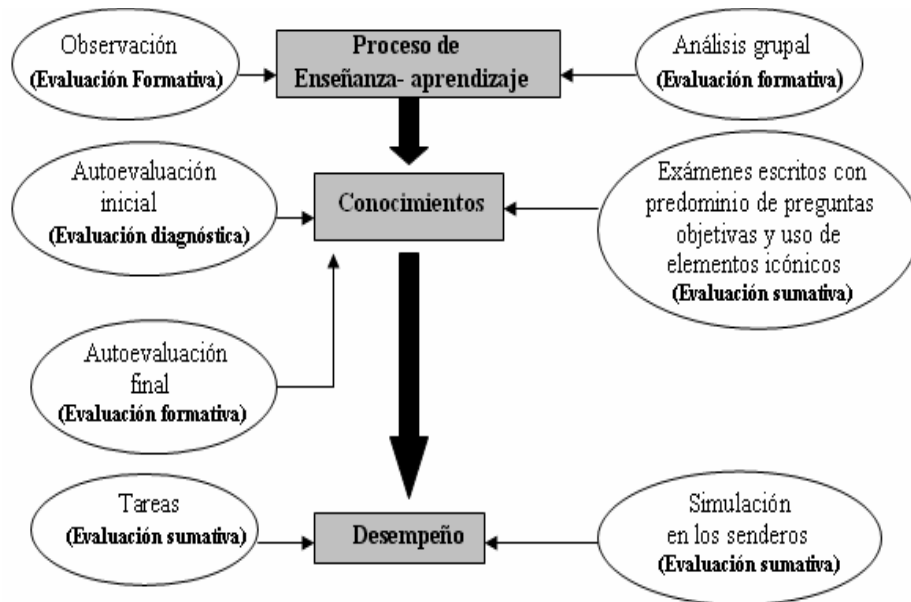 Observación
(Evaluación Formativa)
Proceso de
Enseñanza- aprendizaje
Análisis grupal
(Evaluación formativa)
Autoevaluación
inicial
(Evaluación diagnóstica)
Conocimientos
Exámenes escritos con
predominio de preguntas
objetivas y uso de
elementos icónicos
(Evaluación sumativa)
Autoevaluación
final
(Evaluación formativa)
Tareas
(Evaluación sumativa)
Desempeño
Simulación
en los senderos
(Evaluación sumativa)